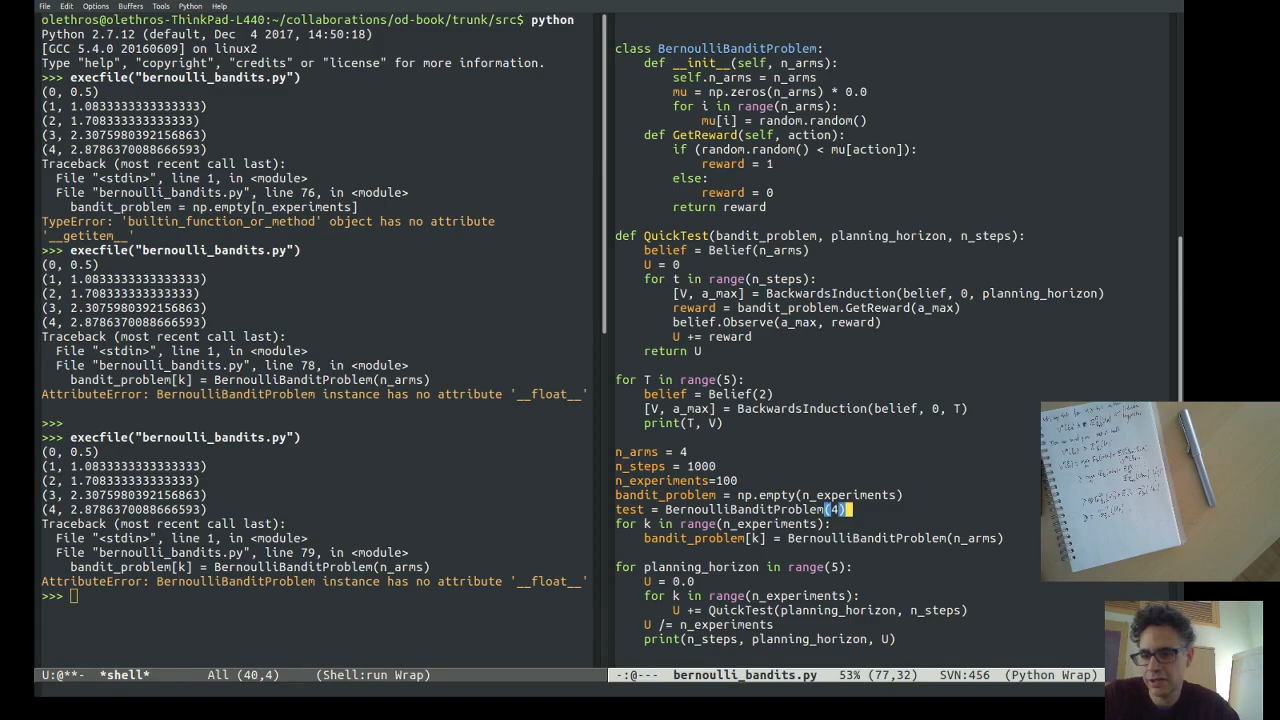 File Edit Options Buffers Tools Python Help
olethros@olethros-ThinkPad-L440:~/collaborations/od-book/trunk/src$ python
Python 2.7.12 (default, Dec  4 2017, 14:50:18)
[GCC 5.4.0 20160609] on linux2
Type "help", "copyright", "credits" or "license" for more information.
>>> execfile("bernoulli_bandits.py")
(0, 0.5)
(1, 1.0833333333333333)
(2, 1.7083333333333333)
(3, 2.3075980392156863)
(4, 2.8786370088666593)
Traceback (most recent call last):
  File "<stdin>", line 1, in <module>
  File "bernoulli_bandits.py", line 76, in <module>
    bandit_problem = np.empty[n_experiments]
TypeError: 'builtin_function_or_method' object has no attribute
'__getitem__'
>>> execfile("bernoulli_bandits.py")
(0, 0.5)
(1, 1.0833333333333333)
(2, 1.7083333333333333)
(3, 2.3075980392156863)
(4, 2.8786370088666593)
Traceback (most recent call last):
  File "<stdin>", line 1, in <module>
  File "bernoulli_bandits.py", line 78, in <module>
    bandit_problem[k] = BernoulliBanditProblem(n_arms)
AttributeError: BernoulliBanditProblem instance has no attribute '__float__'
>>>
>>> execfile("bernoulli_bandits.py")
(0, 0.5)
(1, 1.0833333333333333)
(2, 1.7083333333333333)
(3, 2.3075980392156863)
(4, 2.8786370088666593)
Traceback (most recent call last):
  File "<stdin>", line 1, in <module>
  File "bernoulli_bandits.py", line 79, in <module>
    bandit_problem[k] = BernoulliBanditProblem(n_arms)
AttributeError: BernoulliBanditProblem instance has no attribute '__float__'
>>>
U:@**-  *shell*      All (40,4)     (Shell:run Wrap)
class BernoulliBanditProblem:
    def __init__(self, n_arms):
        self.n_arms = n_arms
        mu = np.zeros(n_arms) * 0.0
        for i in range(n_arms):
            mu[i] = random.random()
    def GetReward(self, action):
        if (random.random() < mu[action]):
            reward = 1
        else:
            reward = 0
        return reward
def QuickTest(bandit_problem, planning_horizon, n_steps):
    belief = Belief(n_arms)
    U = 0
    for t in range(n_steps):
        [V, a_max] = BackwardsInduction(belief, 0, planning_horizon)
        reward = bandit_problem.GetReward(a_max)
        belief.Observe(a_max, reward)
        U += reward
    return U
for T in range(5):
    belief = Belief(2)
    [V, a_max] = BackwardsInduction(belief, 0, T)
    print(T, V)
n_arms = 4
n_steps = 1000
n_experiments=100
bandit_problem = np.empty(n_experiments)
test = BernoulliBanditProblem(4)
for k in range(n_experiments):
    bandit_problem[k] = BernoulliBanditProblem(n_arms)
for planning_horizon in range(5):
    U = 0.0
    for k in range(n_experiments):
        U += QuickTest(planning_horizon, n_steps)
    U /= n_experiments
    print(n_steps, planning_horizon, U)
-:@---  bernoulli_bandits.py   53% (77,32)    SVN:456  (Python Wrap)